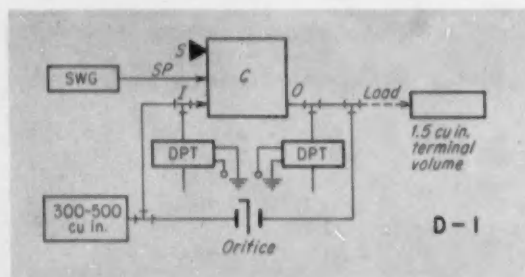 S
SWG
SP
C
I
O
Load
1.5 cu in.
terminal
volume
DPT
DPT
300-500
cu in.
Orifice
D-1